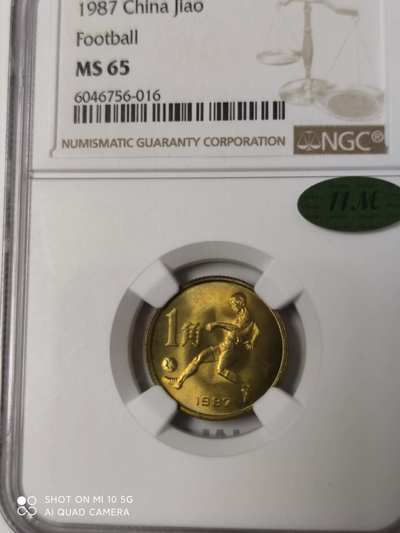 1987 China Jiao
Football
MS 65
6046756-016
NUMISMATIC GUARANTY CORPORATION
NGC®
1角
1987
SHOT ON MI 10 5G
AI QUAD CAMERA